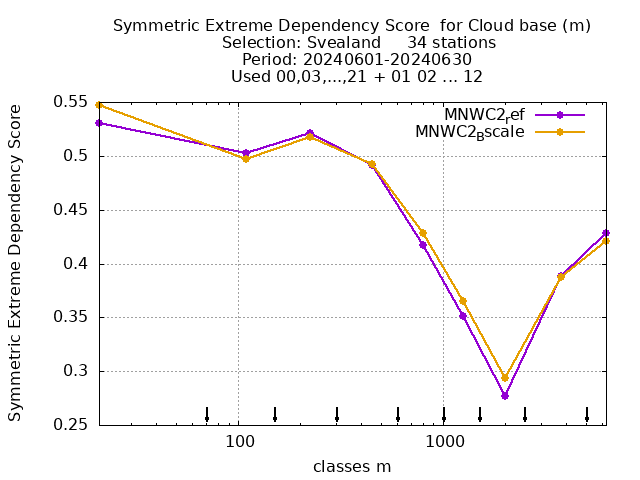 Symmetric Extreme Dependency Score  for Cloud base (m)
Selection: Svealand     34 stations
Period: 20240601-20240630
Used 00,03,...,21 + 01 02 ... 12
Symmetric Extreme Dependency Score
MNWC2ref
MNWC2Bscale
0.55
0.5
0.45
0.4
0.35
0.3
0.25
100
1000
classes m